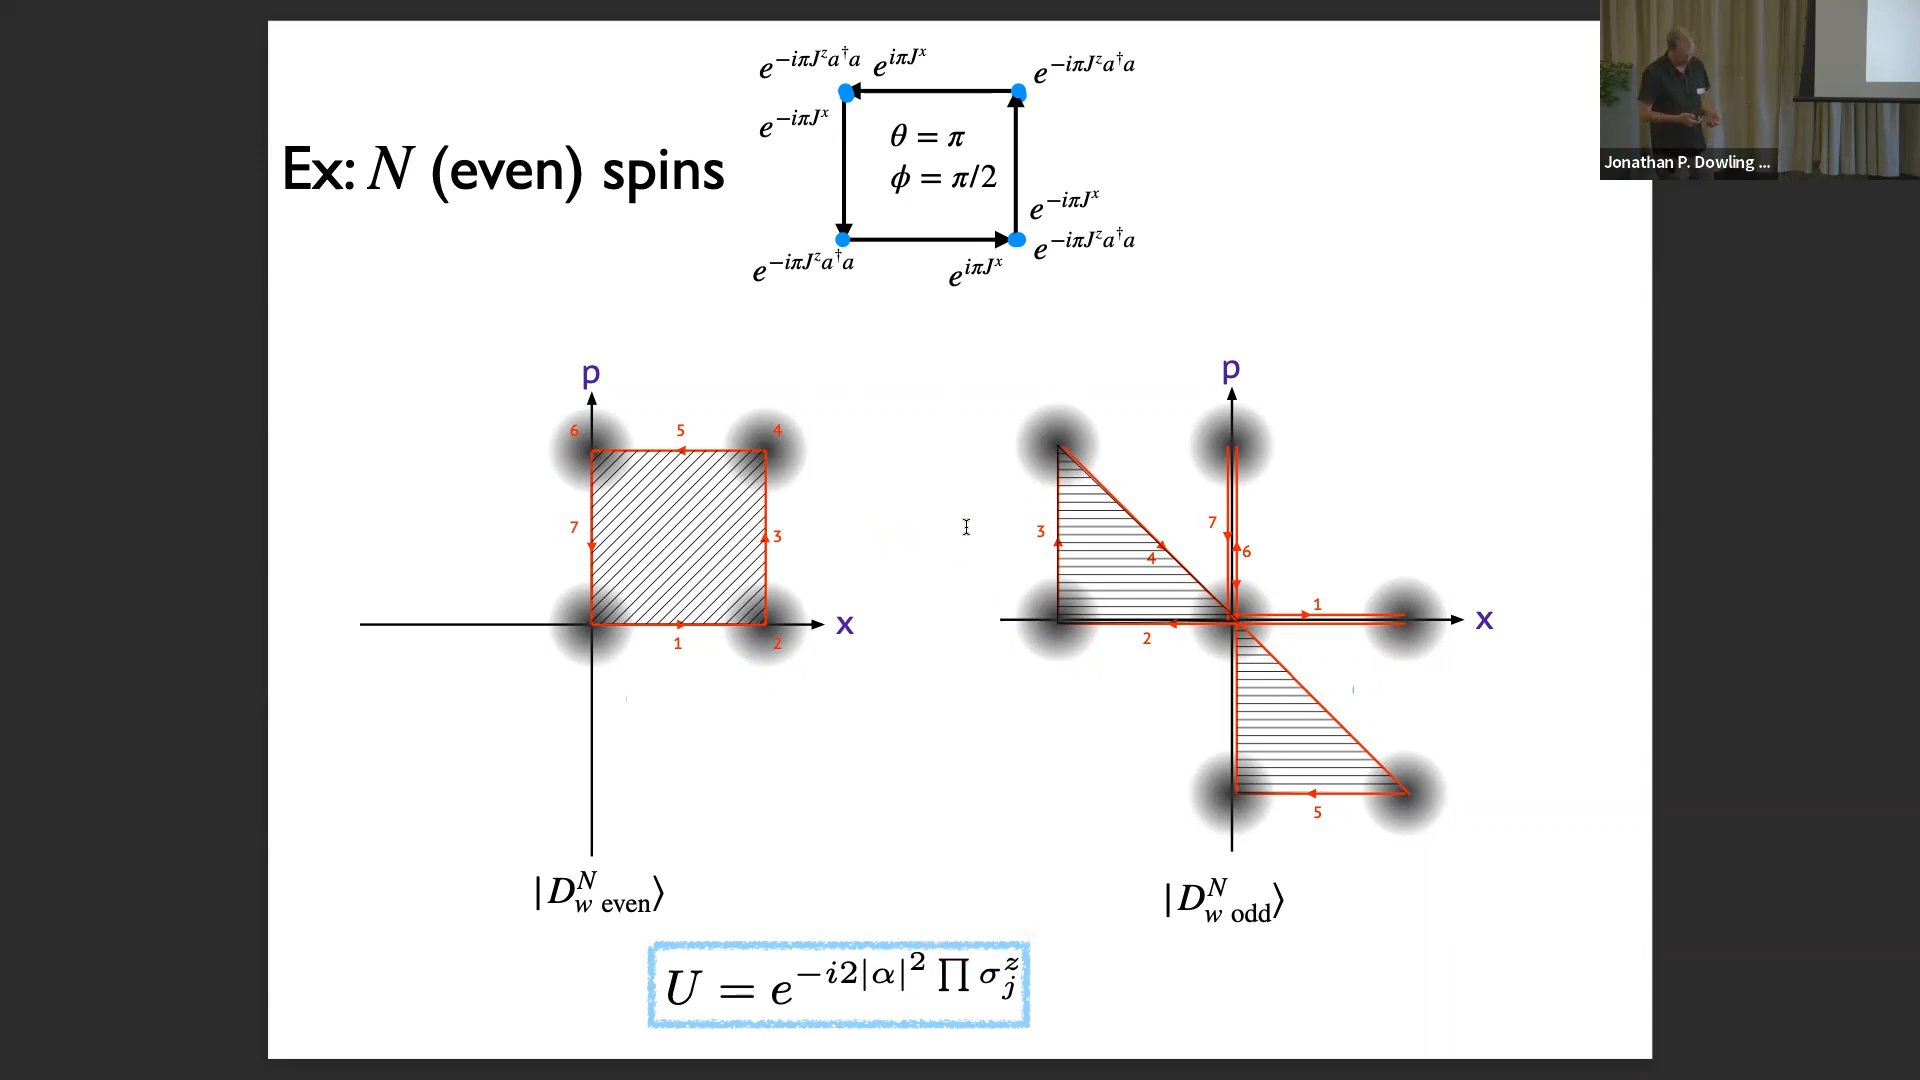 Ex: N (even) spins
e^{-iπJ^z a^†a} e^{iπJ^x}
e^{-iπJ^z a^†a}
e^{-iπJ^x}
θ = π
ϕ = π/2
e^{-iπJ^x}
e^{-iπJ^z a^†a}
e^{-iπJ^z a^†a}
e^{iπJ^x}
Jonathan P. Dowling ...
p
6 5 4
7 3
x
1 2
|D^N_{w even}⟩
p
3 4 7 6
1
x
2
5
|D^N_{w odd}⟩
U = e^{-i2|α|^2 ∏ σ^z_j}